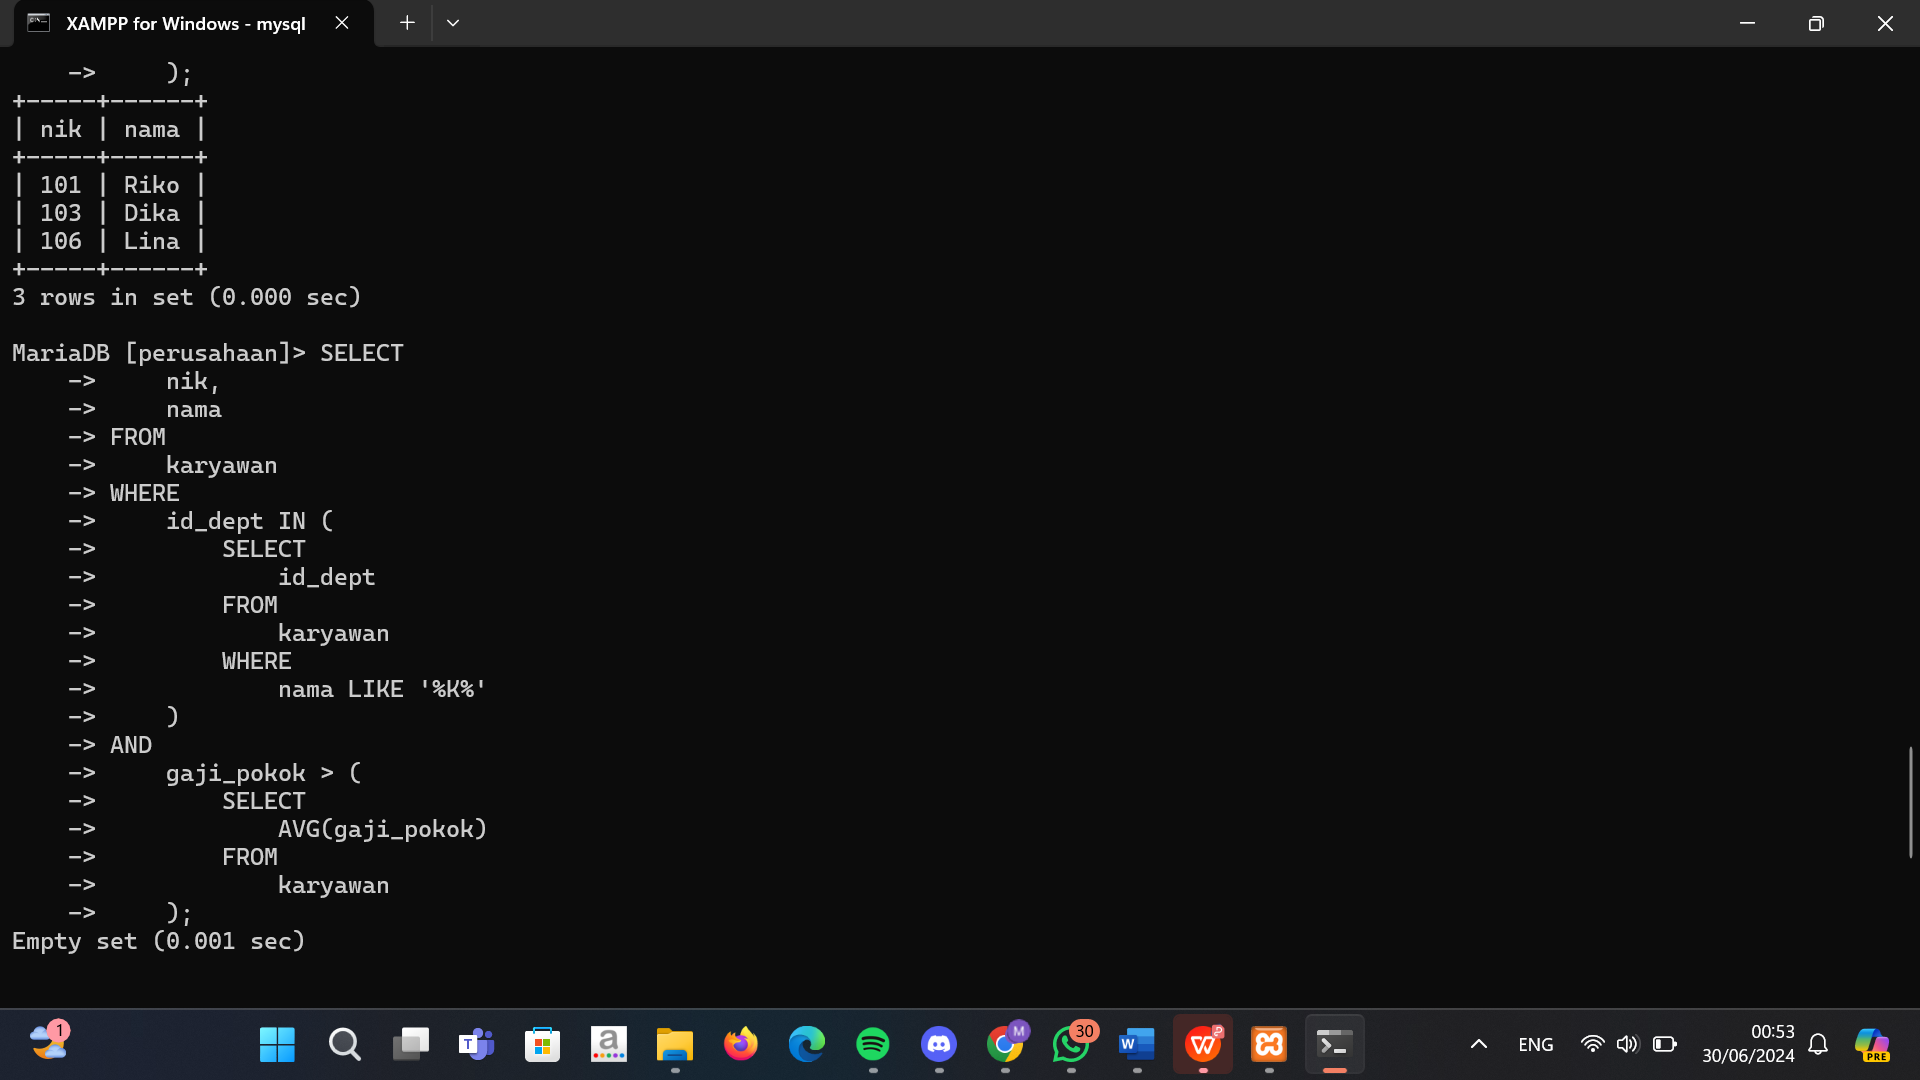 XAMPP for Windows - mysql
    ->     );
+-----+------+
| nik | nama |
+-----+------+
| 101 | Riko |
| 103 | Dika |
| 106 | Lina |
+-----+------+
3 rows in set (0.000 sec)
MariaDB [perusahaan]> SELECT
    ->     nik,
    ->     nama
    -> FROM
    ->     karyawan
    -> WHERE
    ->     id_dept IN (
    ->         SELECT
    ->             id_dept
    ->         FROM
    ->             karyawan
    ->         WHERE
    ->             nama LIKE '%K%'
    ->     )
    -> AND
    ->     gaji_pokok > (
    ->         SELECT
    ->             AVG(gaji_pokok)
    ->         FROM
    ->             karyawan
    ->     );
Empty set (0.001 sec)
1
T
a
M
30
W
W
ENG
00:53
30/06/2024
PRE